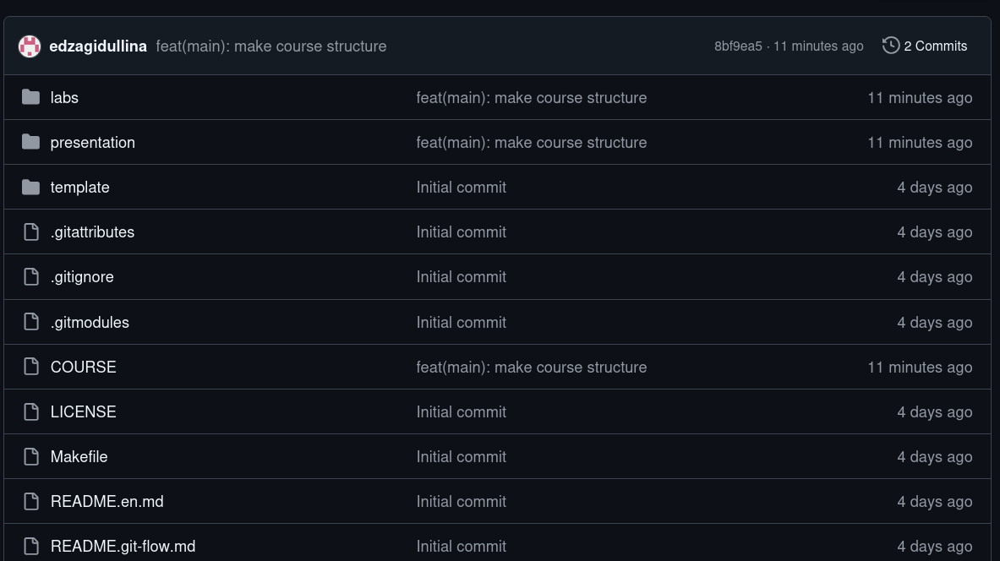 edzagidullina feat(main): make course structure 8bf9ea5 · 11 minutes ago 2 Commits
labs feat(main): make course structure 11 minutes ago
presentation feat(main): make course structure 11 minutes ago
template Initial commit 4 days ago
.gitattributes Initial commit 4 days ago
.gitignore Initial commit 4 days ago
.gitmodules Initial commit 4 days ago
COURSE feat(main): make course structure 11 minutes ago
LICENSE Initial commit 4 days ago
Makefile Initial commit 4 days ago
README.en.md Initial commit 4 days ago
README.git-flow.md Initial commit 4 days ago